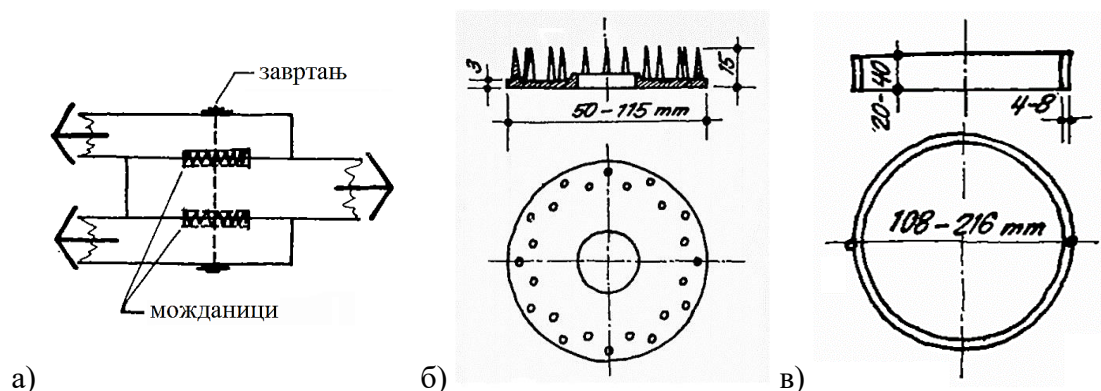 завртањ
можданици
а)
3
15
50-115 mm
б)
20-40
4-8
108-216 mm
в)